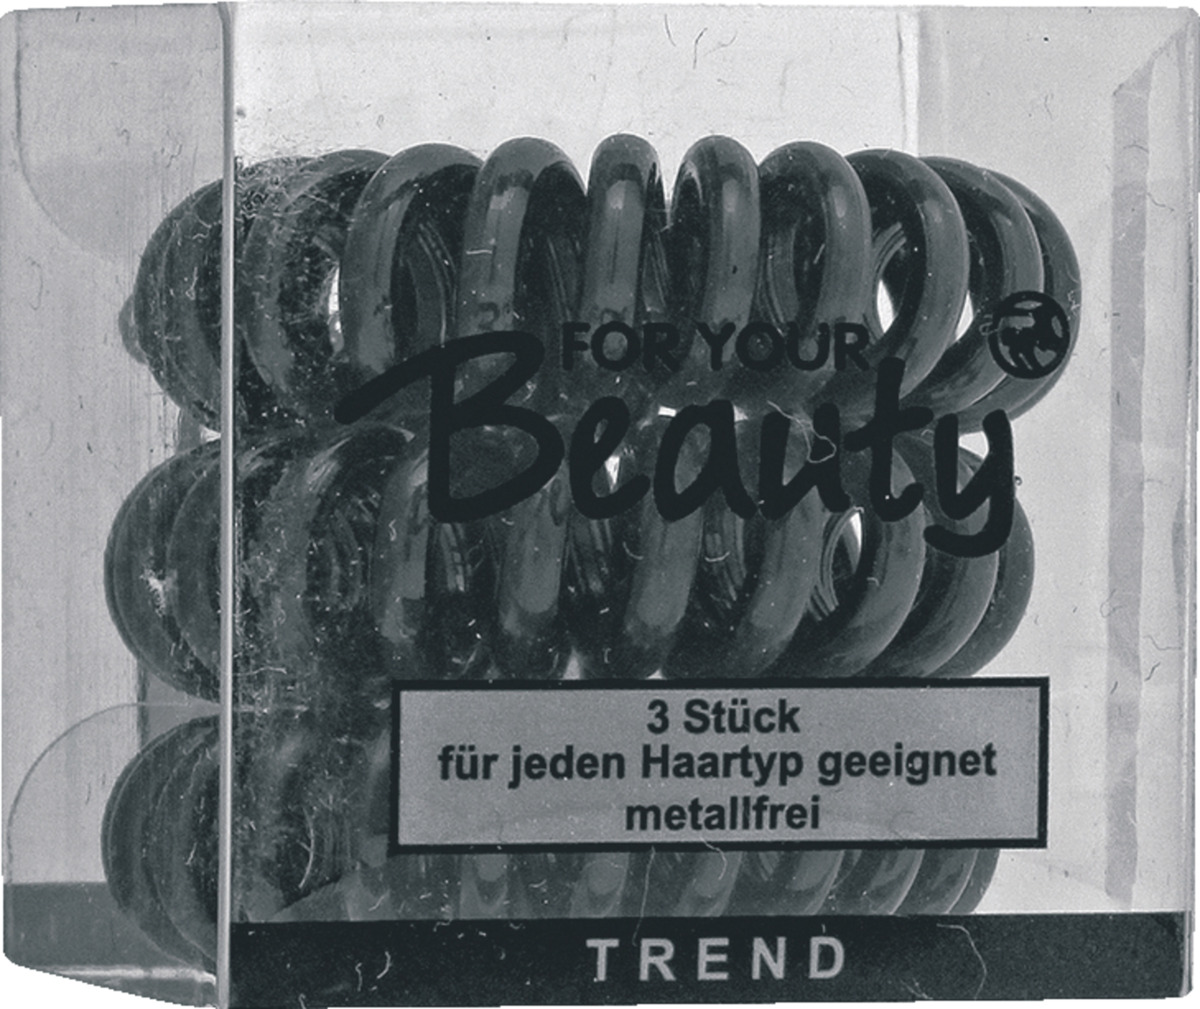 FOR YOUR
Beauty
3 Stück
für jeden Haartyp geeignet
metallfrei
TREND